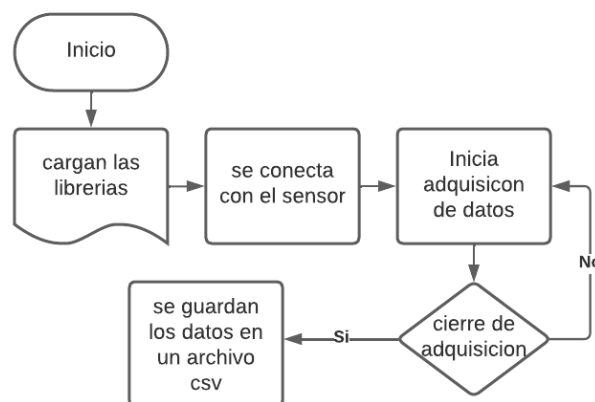 Inicio
cargan las
librerias
se conecta
con el sensor
Inicia
adquisicon
de datos
No
cierre de
adquisicion
Si
se guardan
los datos en
un archivo
csv